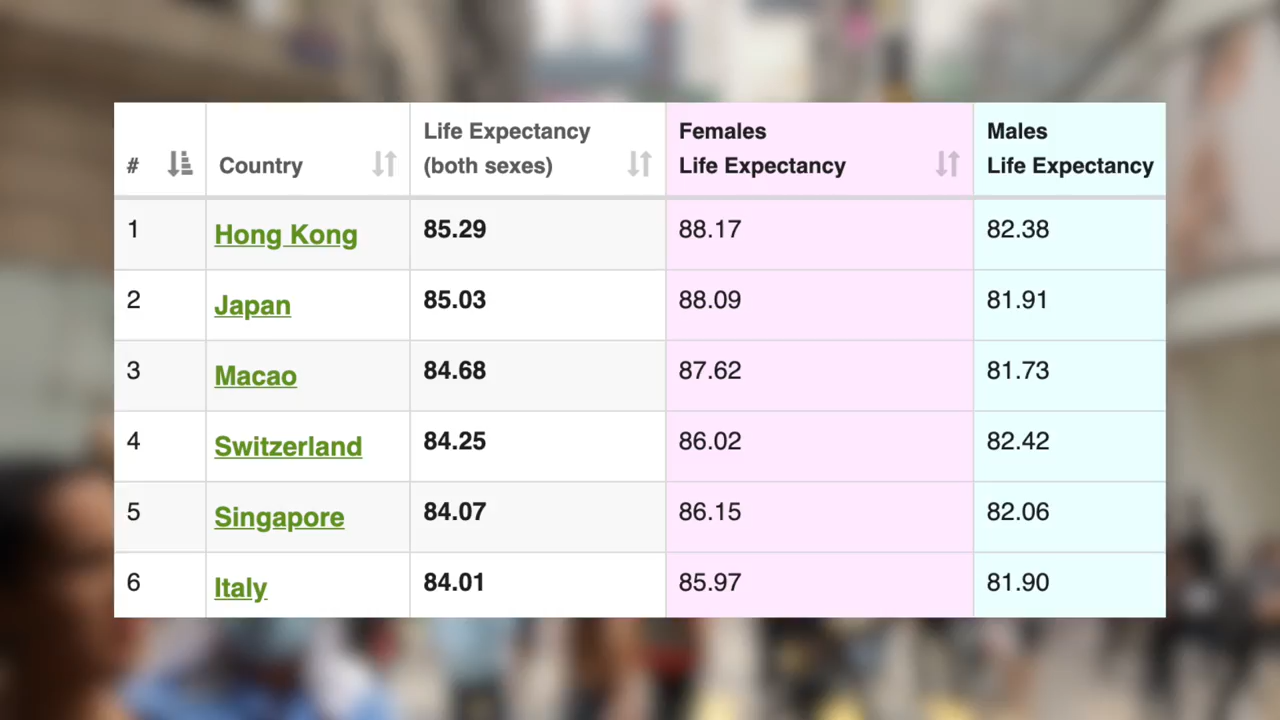 # Country Life Expectancy (both sexes) Females Life Expectancy Males Life Expectancy
1 Hong Kong 85.29 88.17 82.38
2 Japan 85.03 88.09 81.91
3 Macao 84.68 87.62 81.73
4 Switzerland 84.25 86.02 82.42
5 Singapore 84.07 86.15 82.06
6 Italy 84.01 85.97 81.90